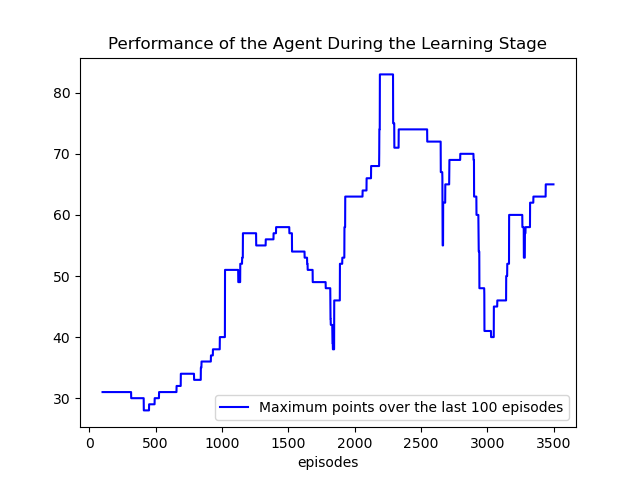 Performance of the Agent During the Learning Stage
80
70
60
50
40
30
Maximum points over the last 100 episodes
0 500 1000 1500 2000 2500 3000 3500
episodes